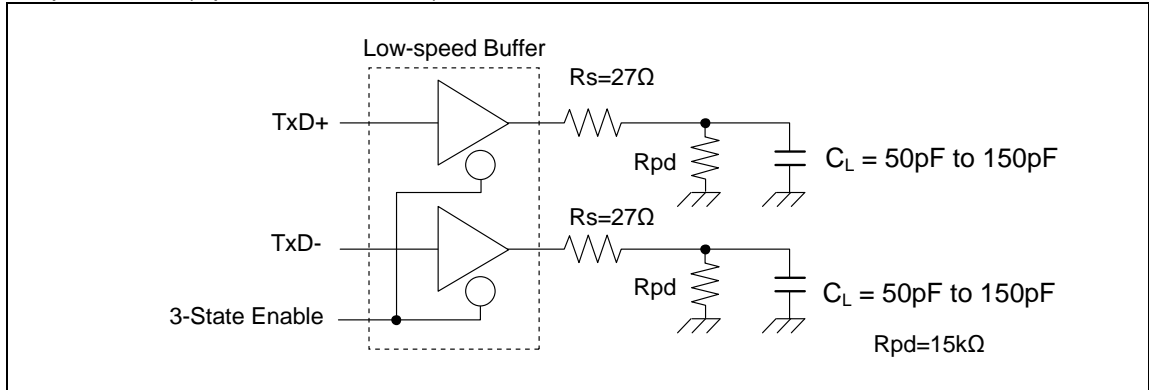 Low-speed Buffer
Rs=27Ω
TxD+
Rpd
C_L = 50pF to 150pF
Rs=27Ω
TxD-
Rpd
C_L = 50pF to 150pF
3-State Enable
Rpd=15kΩ